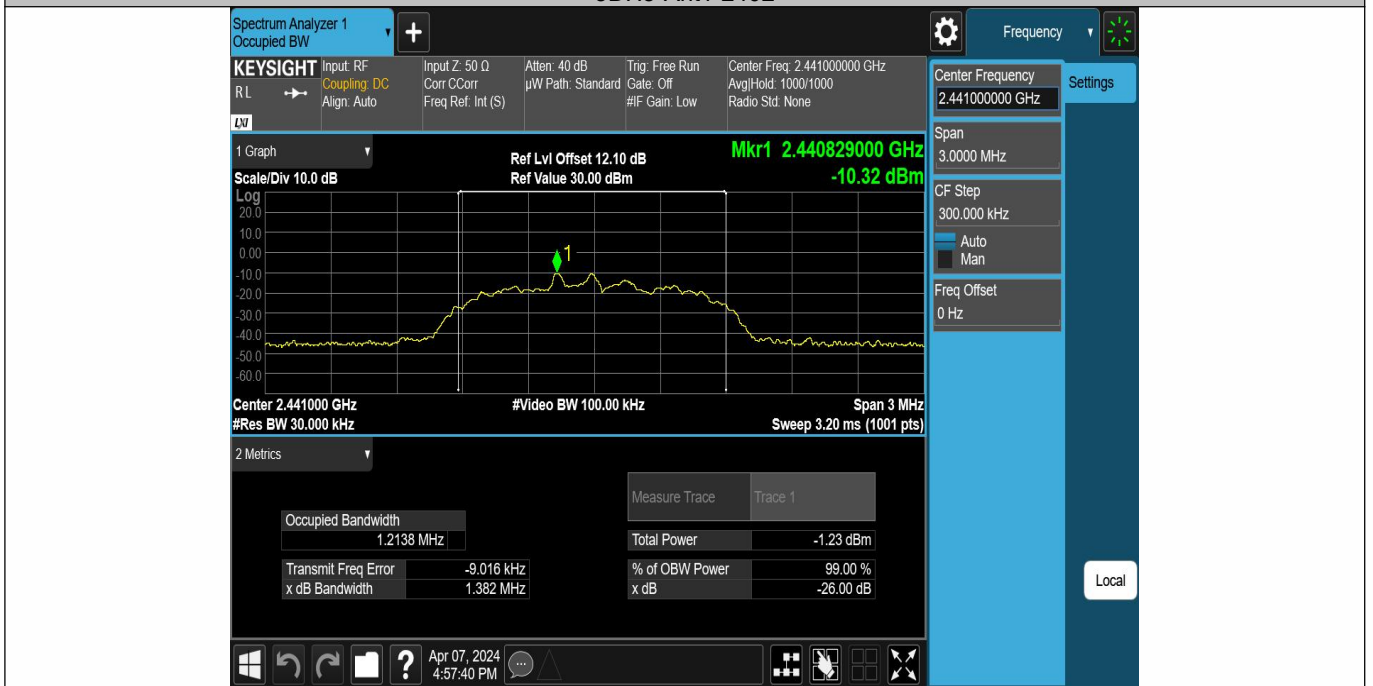 Spectrum Analyzer 1
Occupied BW
Frequency
KEYSIGHT
RL
LXI
Input: RF
Coupling: DC
Align: Auto
Input Z: 50 Ω
Corr CCorr
Freq Ref: Int (S)
Atten: 40 dB
µW Path: Standard
Trig: Free Run
Gate: Off
#IF Gain: Low
Center Freq: 2.441000000 GHz
Avg|Hold: 1000/1000
Radio Std: None
Center Frequency
2.441000000 GHz
Settings
Span
3.0000 MHz
CF Step
300.000 kHz
Auto
Man
Freq Offset
0 Hz
Local
1 Graph
Scale/Div 10.0 dB
Ref Lvl Offset 12.10 dB
Ref Value 30.00 dBm
Mkr1 2.440829000 GHz
-10.32 dBm
Log
20.0
10.0
0.00
-10.0
-20.0
-30.0
-40.0
-50.0
-60.0
1
Center 2.441000 GHz
#Video BW 100.00 kHz
Span 3 MHz
#Res BW 30.000 kHz
Sweep 3.20 ms (1001 pts)
2 Metrics
Measure Trace Trace 1
Occupied Bandwidth
1.2138 MHz
Total Power -1.23 dBm
Transmit Freq Error -9.016 kHz
% of OBW Power 99.00 %
x dB Bandwidth 1.382 MHz
x dB -26.00 dB
?
Apr 07, 2024
4:57:40 PM